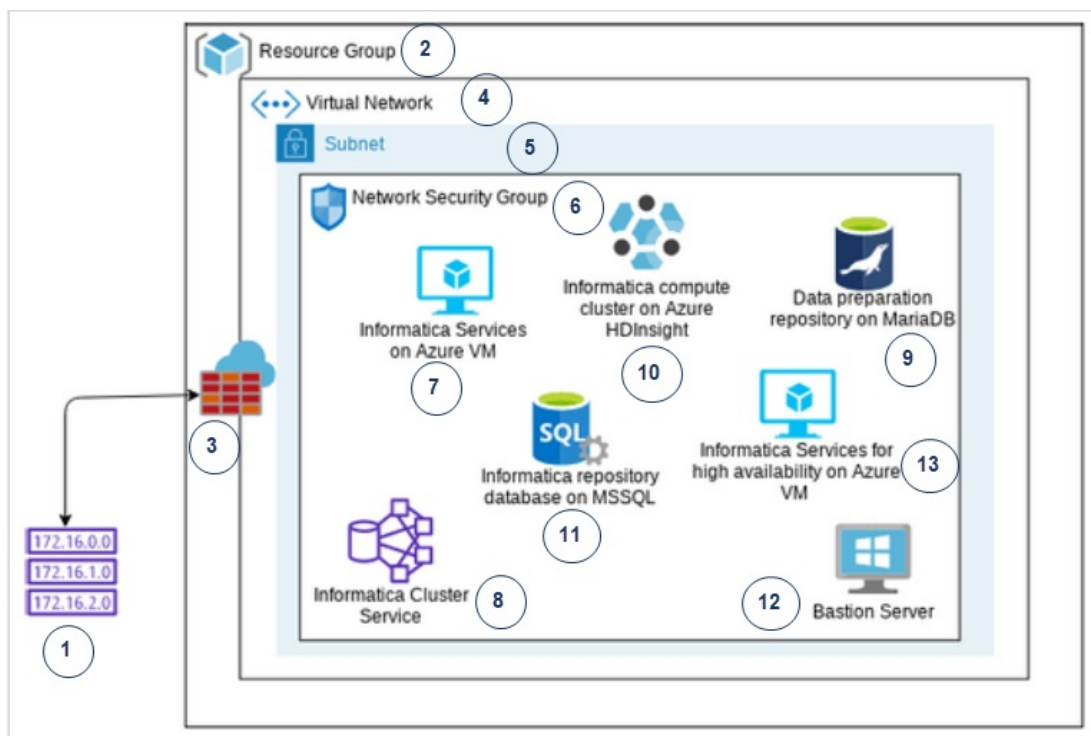 Resource Group
2
Virtual Network
4
Subnet
5
Network Security Group
6
Informatica Services
on Azure VM
7
Informatica compute
cluster on Azure
HDInsight
10
Data preparation
repository on MariaDB
9
3
SQL
Informatica repository
database on MSSQL
11
Informatica Services for
high availability on Azure
VM
13
172.16.0.0
172.16.1.0
172.16.2.0
1
Informatica Cluster
Service
8
12
Bastion Server